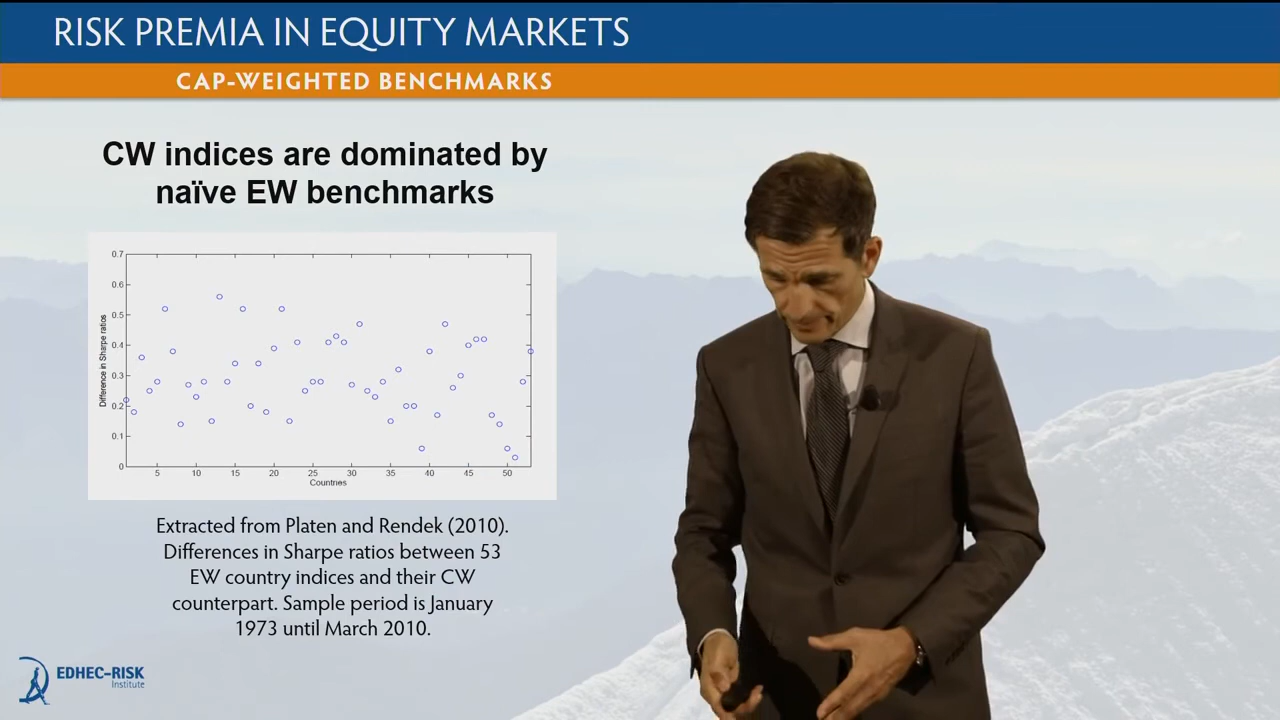 RISK PREMIA IN EQUITY MARKETS
CAP-WEIGHTED BENCHMARKS
CW indices are dominated by
naïve EW benchmarks
0.7
0.6
0.5
0.4
0.3
0.2
0.1
0
Difference in Sharpe ratios
5 10 15 20 25 30 35 40 45 50
Countries
Extracted from Platen and Rendek (2010).
Differences in Sharpe ratios between 53
EW country indices and their CW
counterpart. Sample period is January
1973 until March 2010.
EDHEC-RISK
Institute